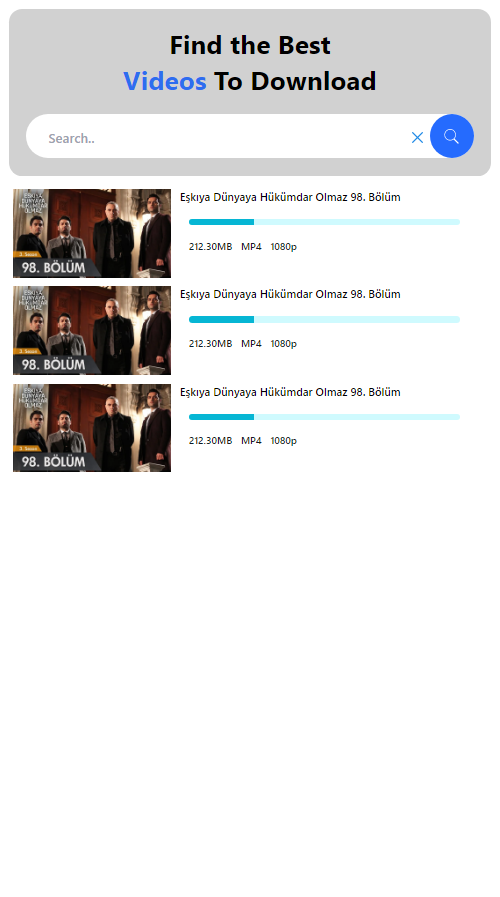 Find the Best
Videos To Download
Search..
EŞKIYA
DÜNYAYA
HÜKÜMDAR
OLMAZ
3. Sezon
98. BÖLÜM
Eşkıya Dünyaya Hükümdar Olmaz 98. Bölüm
212.30MB MP4 1080p
EŞKIYA
DÜNYAYA
HÜKÜMDAR
OLMAZ
3. Sezon
98. BÖLÜM
Eşkıya Dünyaya Hükümdar Olmaz 98. Bölüm
212.30MB MP4 1080p
EŞKIYA
DÜNYAYA
HÜKÜMDAR
OLMAZ
3. Sezon
98. BÖLÜM
Eşkıya Dünyaya Hükümdar Olmaz 98. Bölüm
212.30MB MP4 1080p